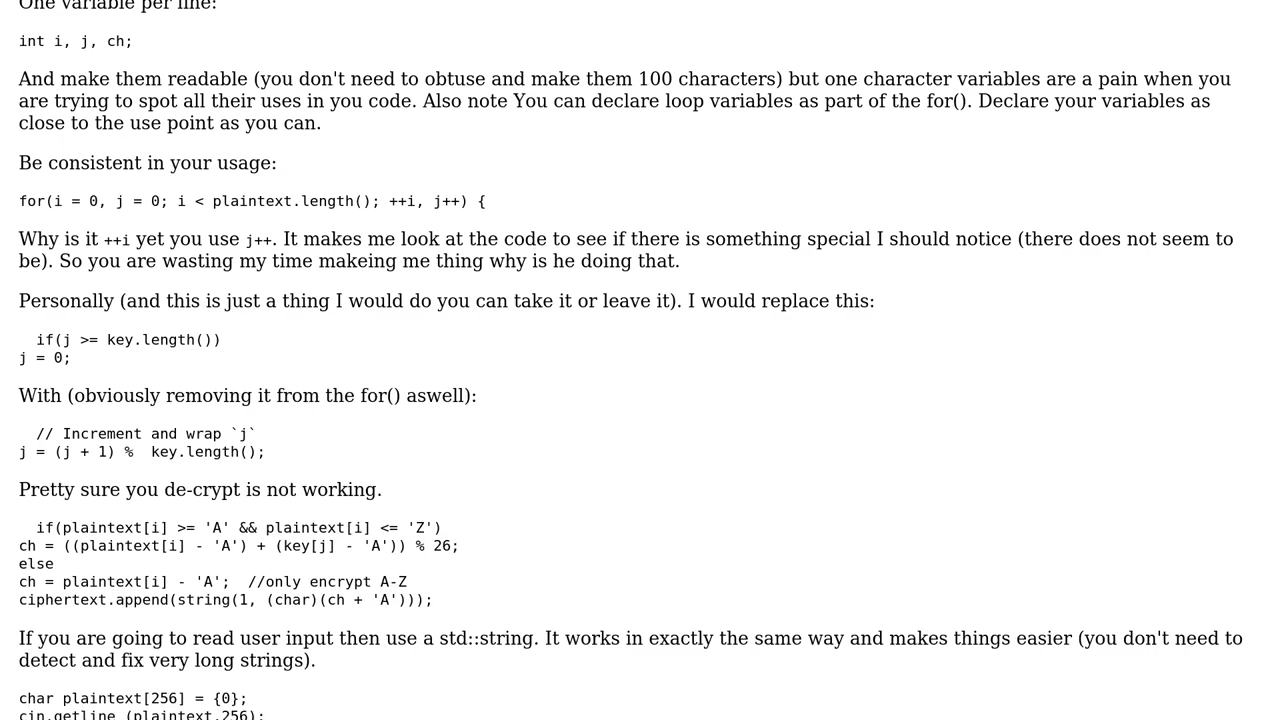 One variable per line:
int i, j, ch;
And make them readable (you don't need to obtuse and make them 100 characters) but one character variables are a pain when you
are trying to spot all their uses in you code. Also note You can declare loop variables as part of the for(). Declare your variables as
close to the use point as you can.
Be consistent in your usage:
for(i = 0, j = 0; i < plaintext.length(); ++i, j++) {
Why is it ++i yet you use j++. It makes me look at the code to see if there is something special I should notice (there does not seem to
be). So you are wasting my time makeing me thing why is he doing that.
Personally (and this is just a thing I would do you can take it or leave it). I would replace this:
  if(j >= key.length())
j = 0;
With (obviously removing it from the for() aswell):
  // Increment and wrap `j`
j = (j + 1) %  key.length();
Pretty sure you de-crypt is not working.
  if(plaintext[i] >= 'A' && plaintext[i] <= 'Z')
ch = ((plaintext[i] - 'A') + (key[j] - 'A')) % 26;
else
ch = plaintext[i] - 'A';  //only encrypt A-Z
ciphertext.append(string(1, (char)(ch + 'A')));
If you are going to read user input then use a std::string. It works in exactly the same way and makes things easier (you don't need to
detect and fix very long strings).
char plaintext[256] = {0};
cin.getline (plaintext,256);